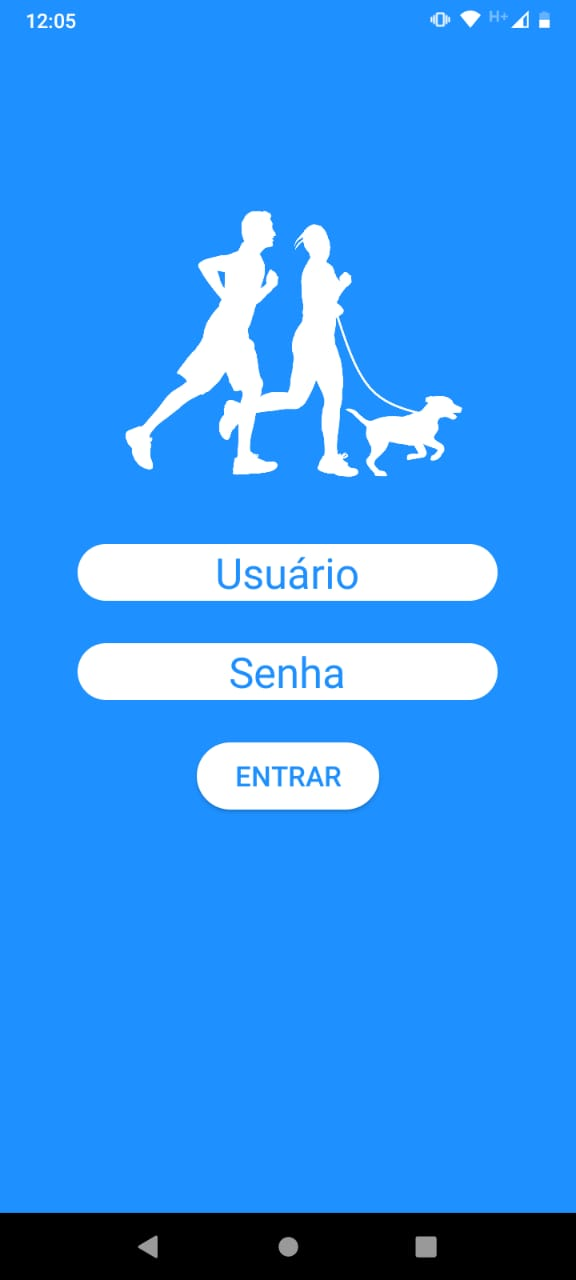 12:05 H+
Usuário
Senha
ENTRAR